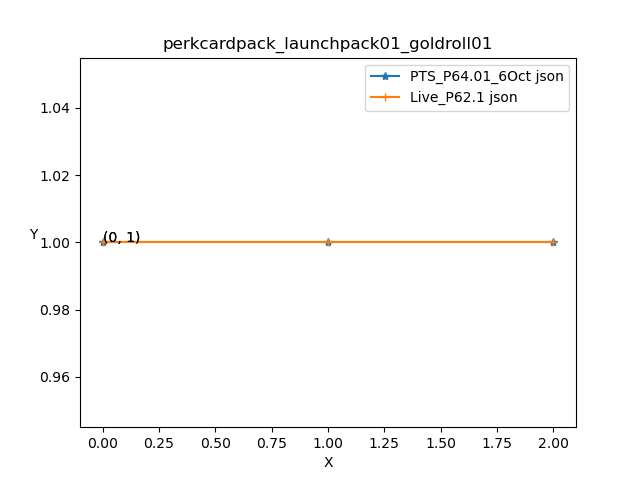 perkcardpack_launchpack01_goldroll01
PTS_P64.01_6Oct json
Live_P62.1 json
1.04
1.02
Y 1.00
(0, 1)
0.98
0.96
0.00 0.25 0.50 0.75 1.00 1.25 1.50 1.75 2.00
X